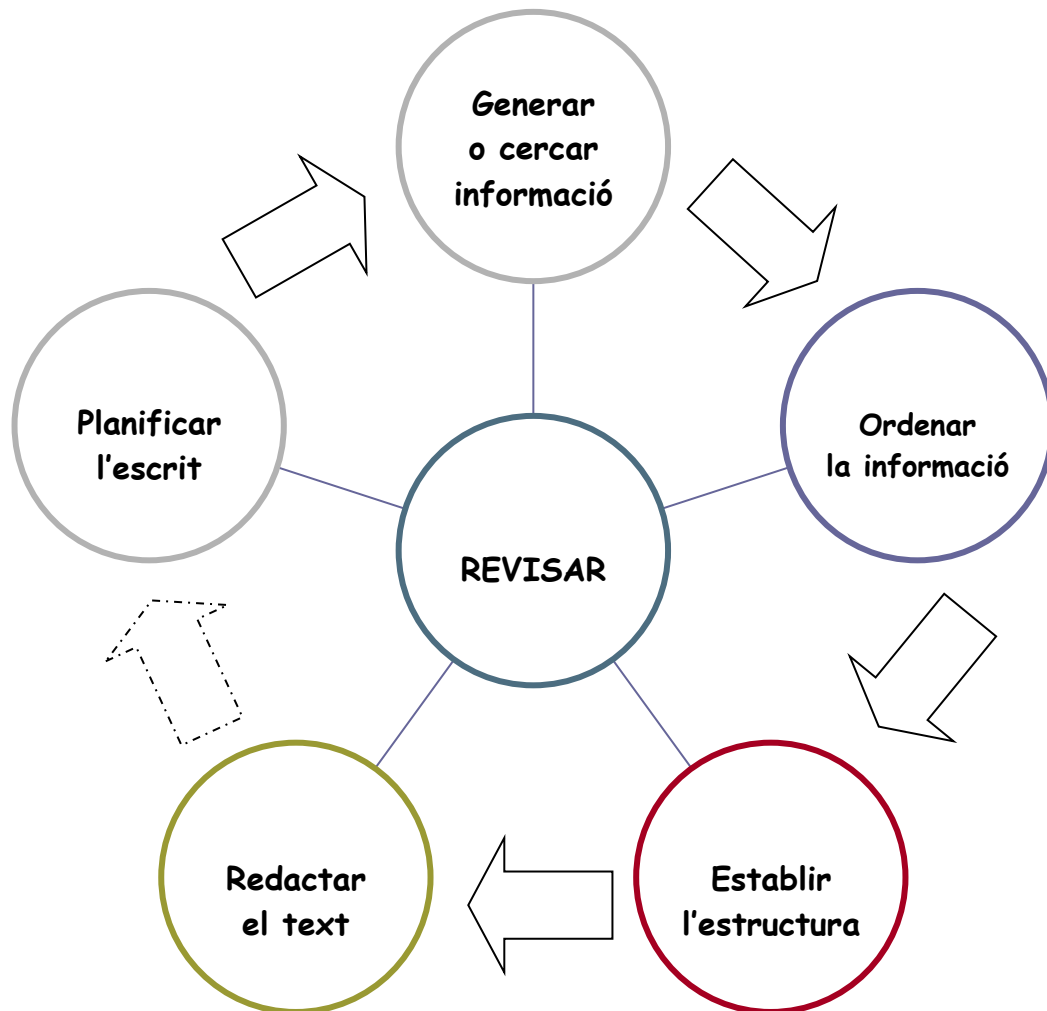 Generar
o cercar
informació
Planificar
l'escrit
Ordenar
la informació
REVISAR
Redactar
el text
Establir
l'estructura